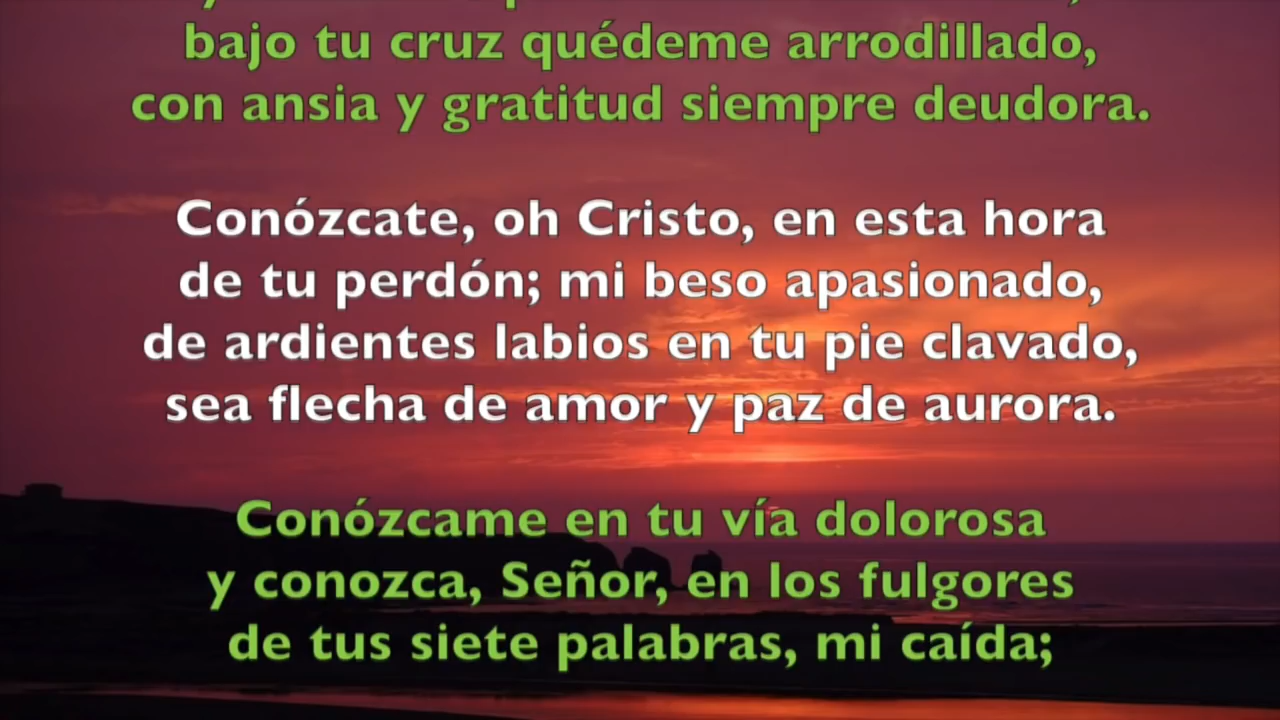 bajo tu cruz quédeme arrodillado,
con ansia y gratitud siempre deudora.
Conózcate, oh Cristo, en esta hora
de tu perdón; mi beso apasionado,
de ardientes labios en tu pie clavado,
sea flecha de amor y paz de aurora.
Conózcame en tu vía dolorosa
y conozca, Señor, en los fulgores
de tus siete palabras, mi caída;